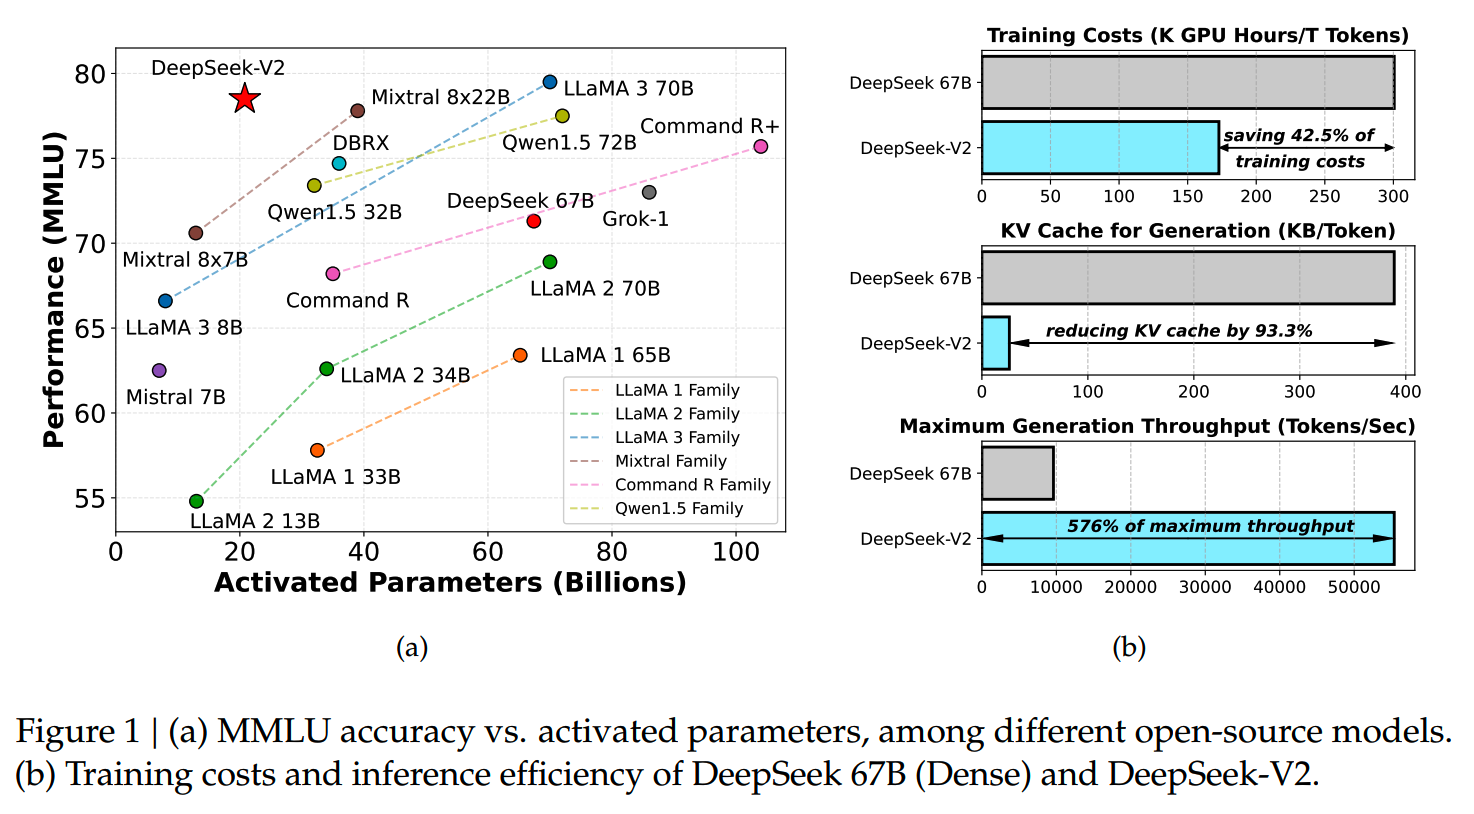 Performance (MMLU)
80
75
70
65
60
55
DeepSeek-V2
Mixtral 8x22B
LLaMA 3 70B
DBRX
Qwen1.5 72B
Command R+
Qwen1.5 32B
DeepSeek 67B
Grok-1
Mixtral 8x7B
Command R
LLaMA 2 70B
LLaMA 3 8B
LLaMA 1 65B
Mistral 7B
LLaMA 2 34B
LLaMA 1 33B
LLaMA 2 13B
LLaMA 1 Family
LLaMA 2 Family
LLaMA 3 Family
Mixtral Family
Command R Family
Qwen1.5 Family
0 20 40 60 80 100
Activated Parameters (Billions)
(a)
Training Costs (K GPU Hours/T Tokens)
DeepSeek 67B
DeepSeek-V2
saving 42.5% of
training costs
0 50 100 150 200 250 300
KV Cache for Generation (KB/Token)
DeepSeek 67B
DeepSeek-V2
reducing KV cache by 93.3%
0 100 200 300 400
Maximum Generation Throughput (Tokens/Sec)
DeepSeek 67B
DeepSeek-V2
576% of maximum throughput
0 10000 20000 30000 40000 50000
(b)
Figure 1 | (a) MMLU accuracy vs. activated parameters, among different open-source models.
(b) Training costs and inference efficiency of DeepSeek 67B (Dense) and DeepSeek-V2.